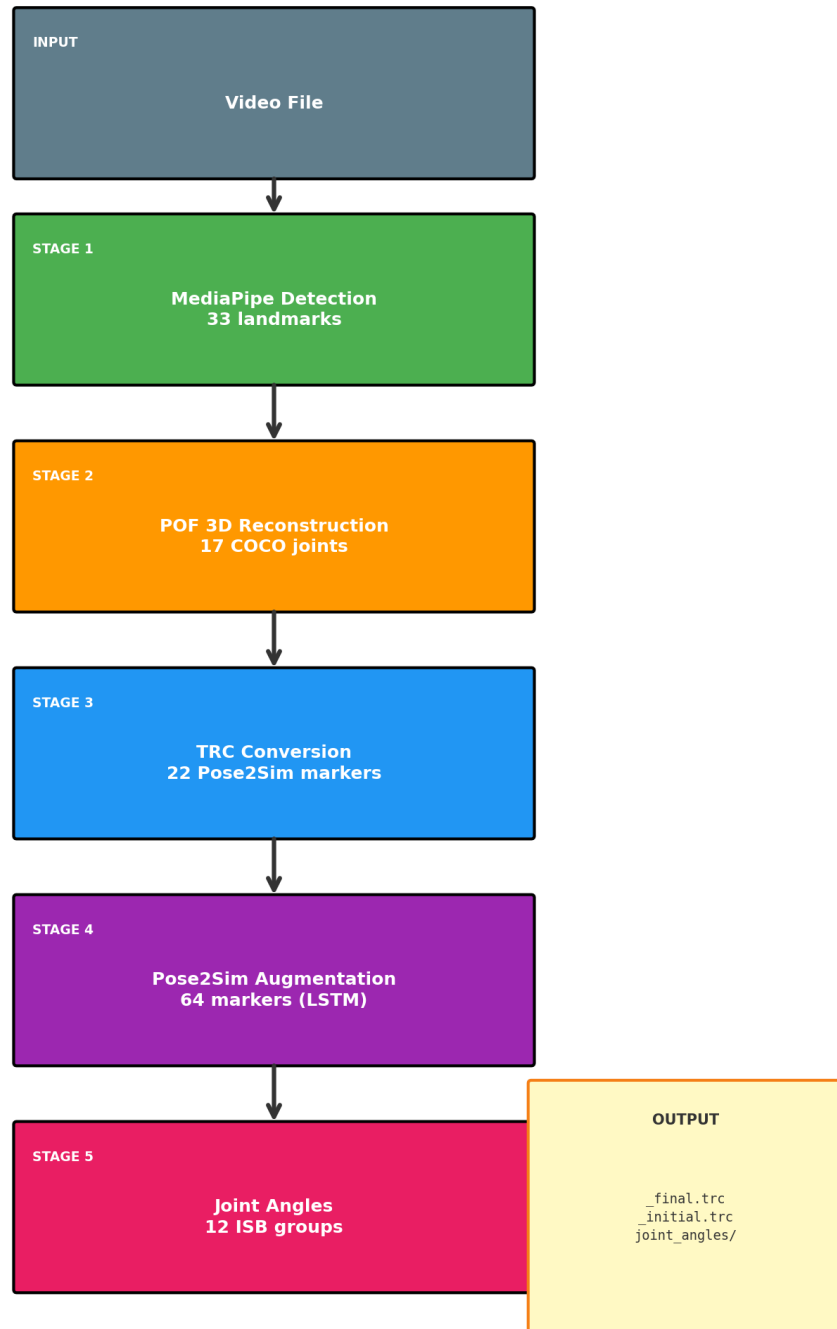 INPUT
Video File
STAGE 1
MediaPipe Detection
33 landmarks
STAGE 2
POF 3D Reconstruction
17 COCO joints
STAGE 3
TRC Conversion
22 Pose2Sim markers
STAGE 4
Pose2Sim Augmentation
64 markers (LSTM)
STAGE 5
Joint Angles
12 ISB groups
OUTPUT
_final.trc
_initial.trc
joint_angles/